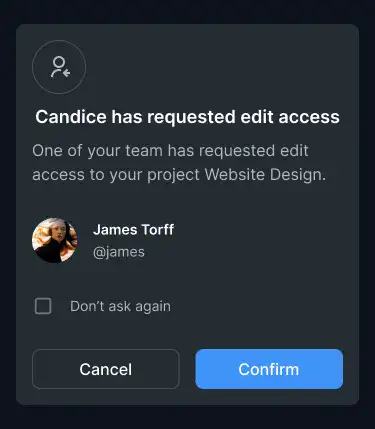 Candice has requested edit access
One of your team has requested edit
access to your project Website Design.
James Torff
@james
Don’t ask again
Cancel
Confirm